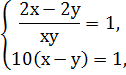 { (2x-2y)/(xy) = 1,
10(x-y)=1,